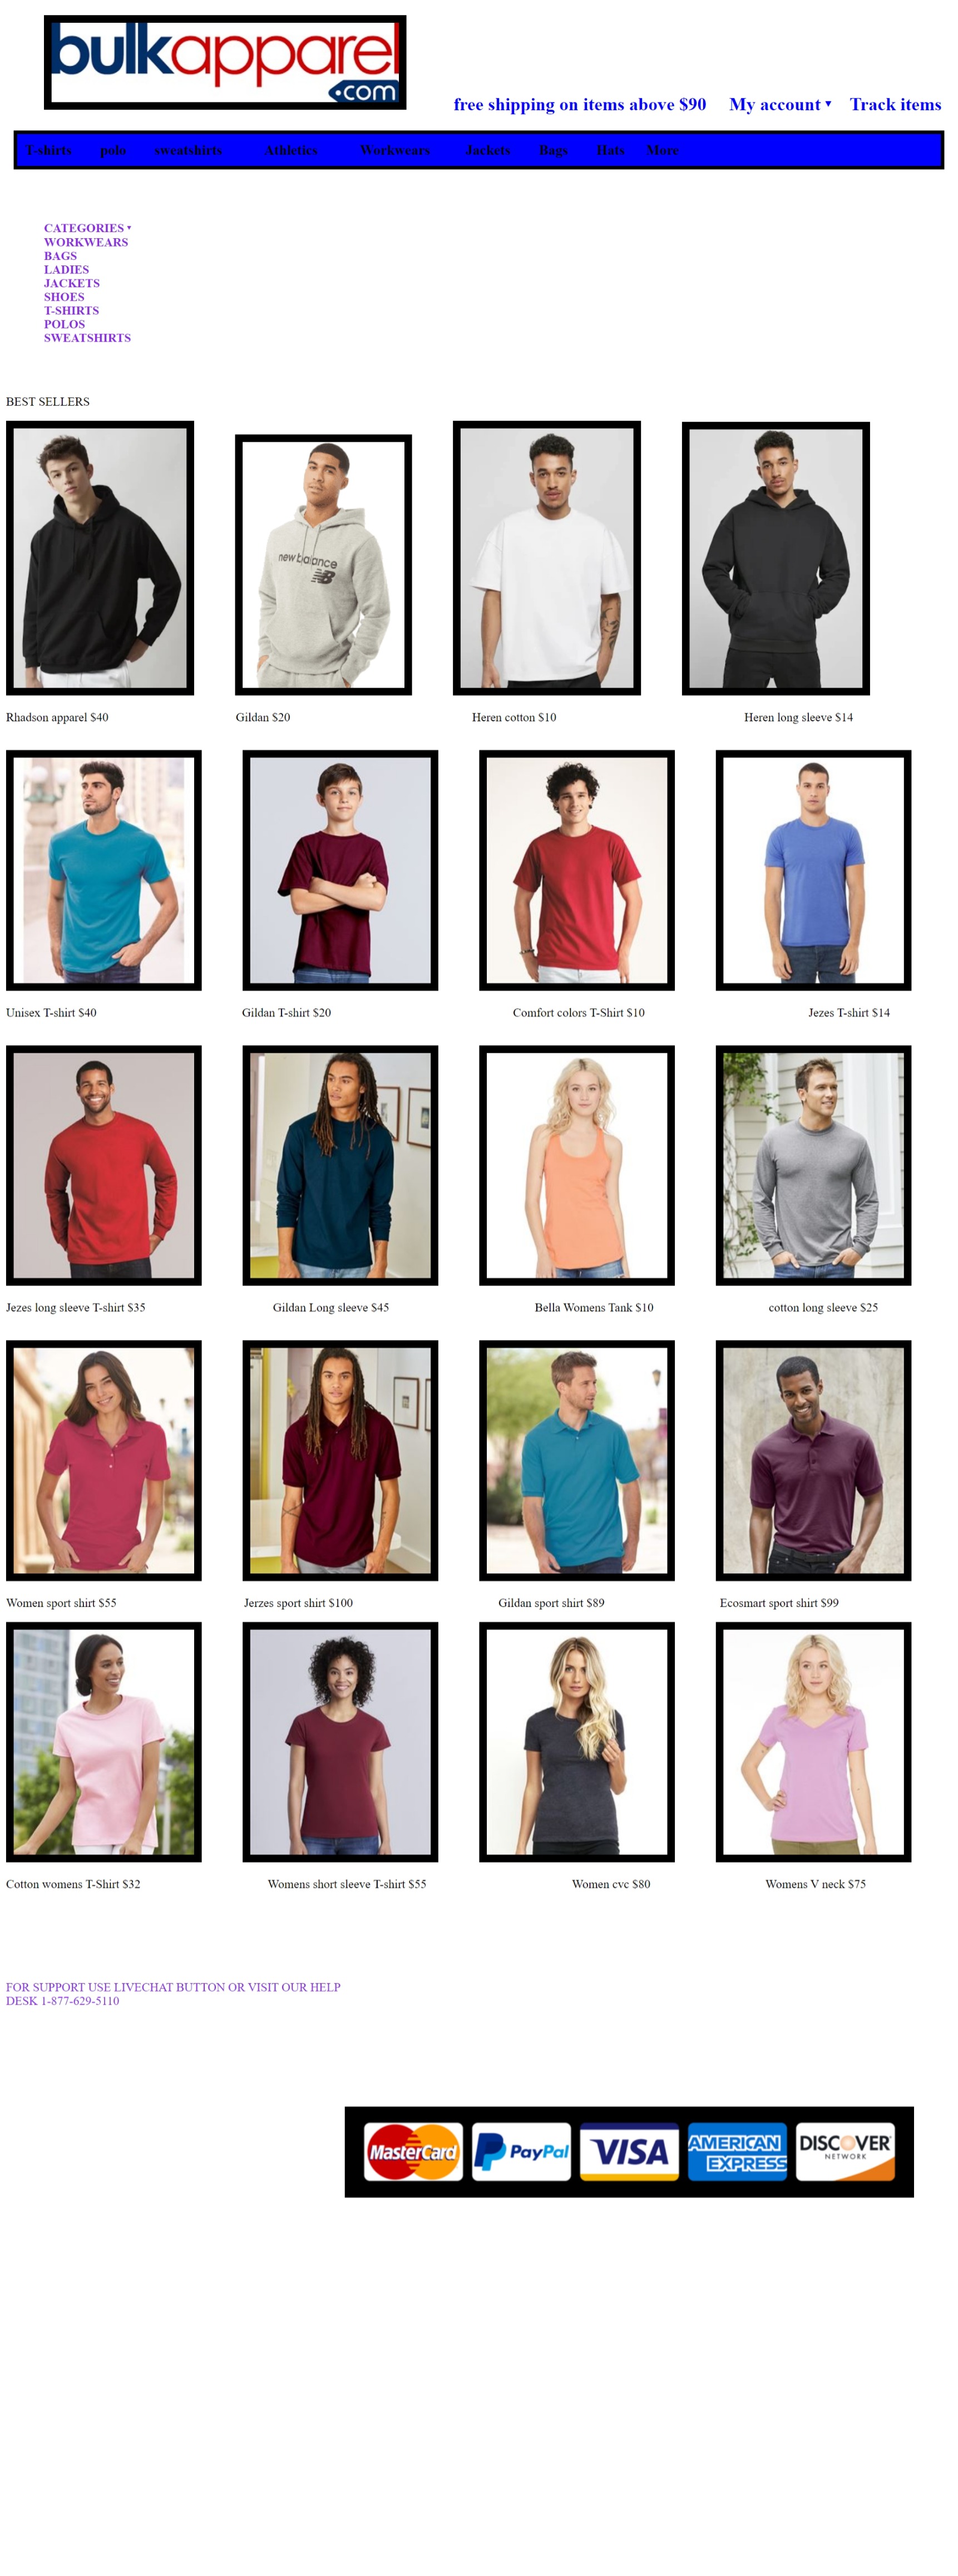 bulkapparel
.com
free shipping on items above $90 My account ▾ Track items
T-shirts polo sweatshirts Athletics Workwears Jackets Bags Hats More
CATEGORIES ▾
WORKWEARS
BAGS
LADIES
JACKETS
SHOES
T-SHIRTS
POLOS
SWEATSHIRTS
BEST SELLERS
new balance
NB
Rhadson apparel $40 Gildan $20 Heren cotton $10 Heren long sleeve $14
Unisex T-shirt $40 Gildan T-shirt $20 Comfort colors T-Shirt $10 Jezes T-shirt $14
Jezes long sleeve T-shirt $35 Gildan Long sleeve $45 Bella Womens Tank $10 cotton long sleeve $25
Women sport shirt $55 Jerzes sport shirt $100 Gildan sport shirt $89 Ecosmart sport shirt $99
Cotton womens T-Shirt $32 Womens short sleeve T-shirt $55 Women cvc $80 Womens V neck $75
FOR SUPPORT USE LIVECHAT BUTTON OR VISIT OUR HELP
DESK 1-877-629-5110
MasterCard PayPal VISA AMERICAN EXPRESS DISCOVER NETWORK